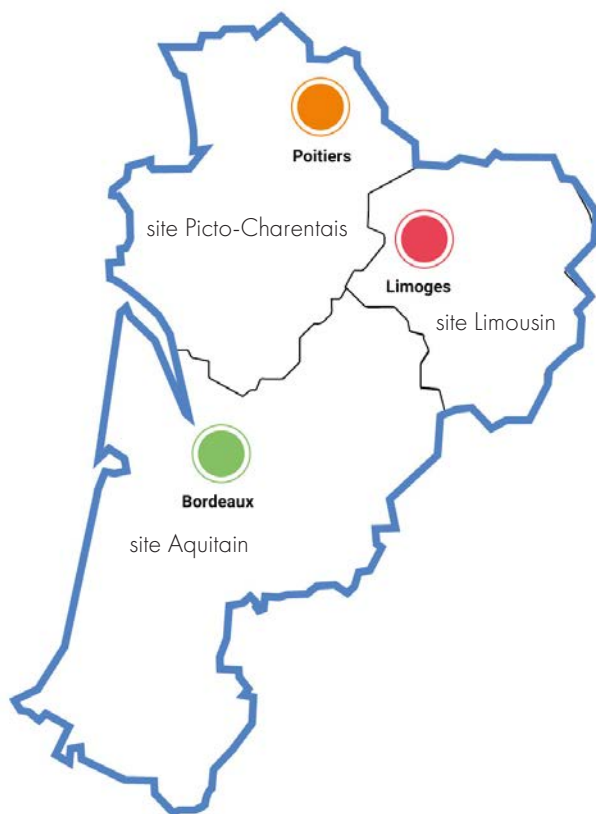 Poitiers
site Picto-Charentais
Limoges
site Limousin
Bordeaux
site Aquitain